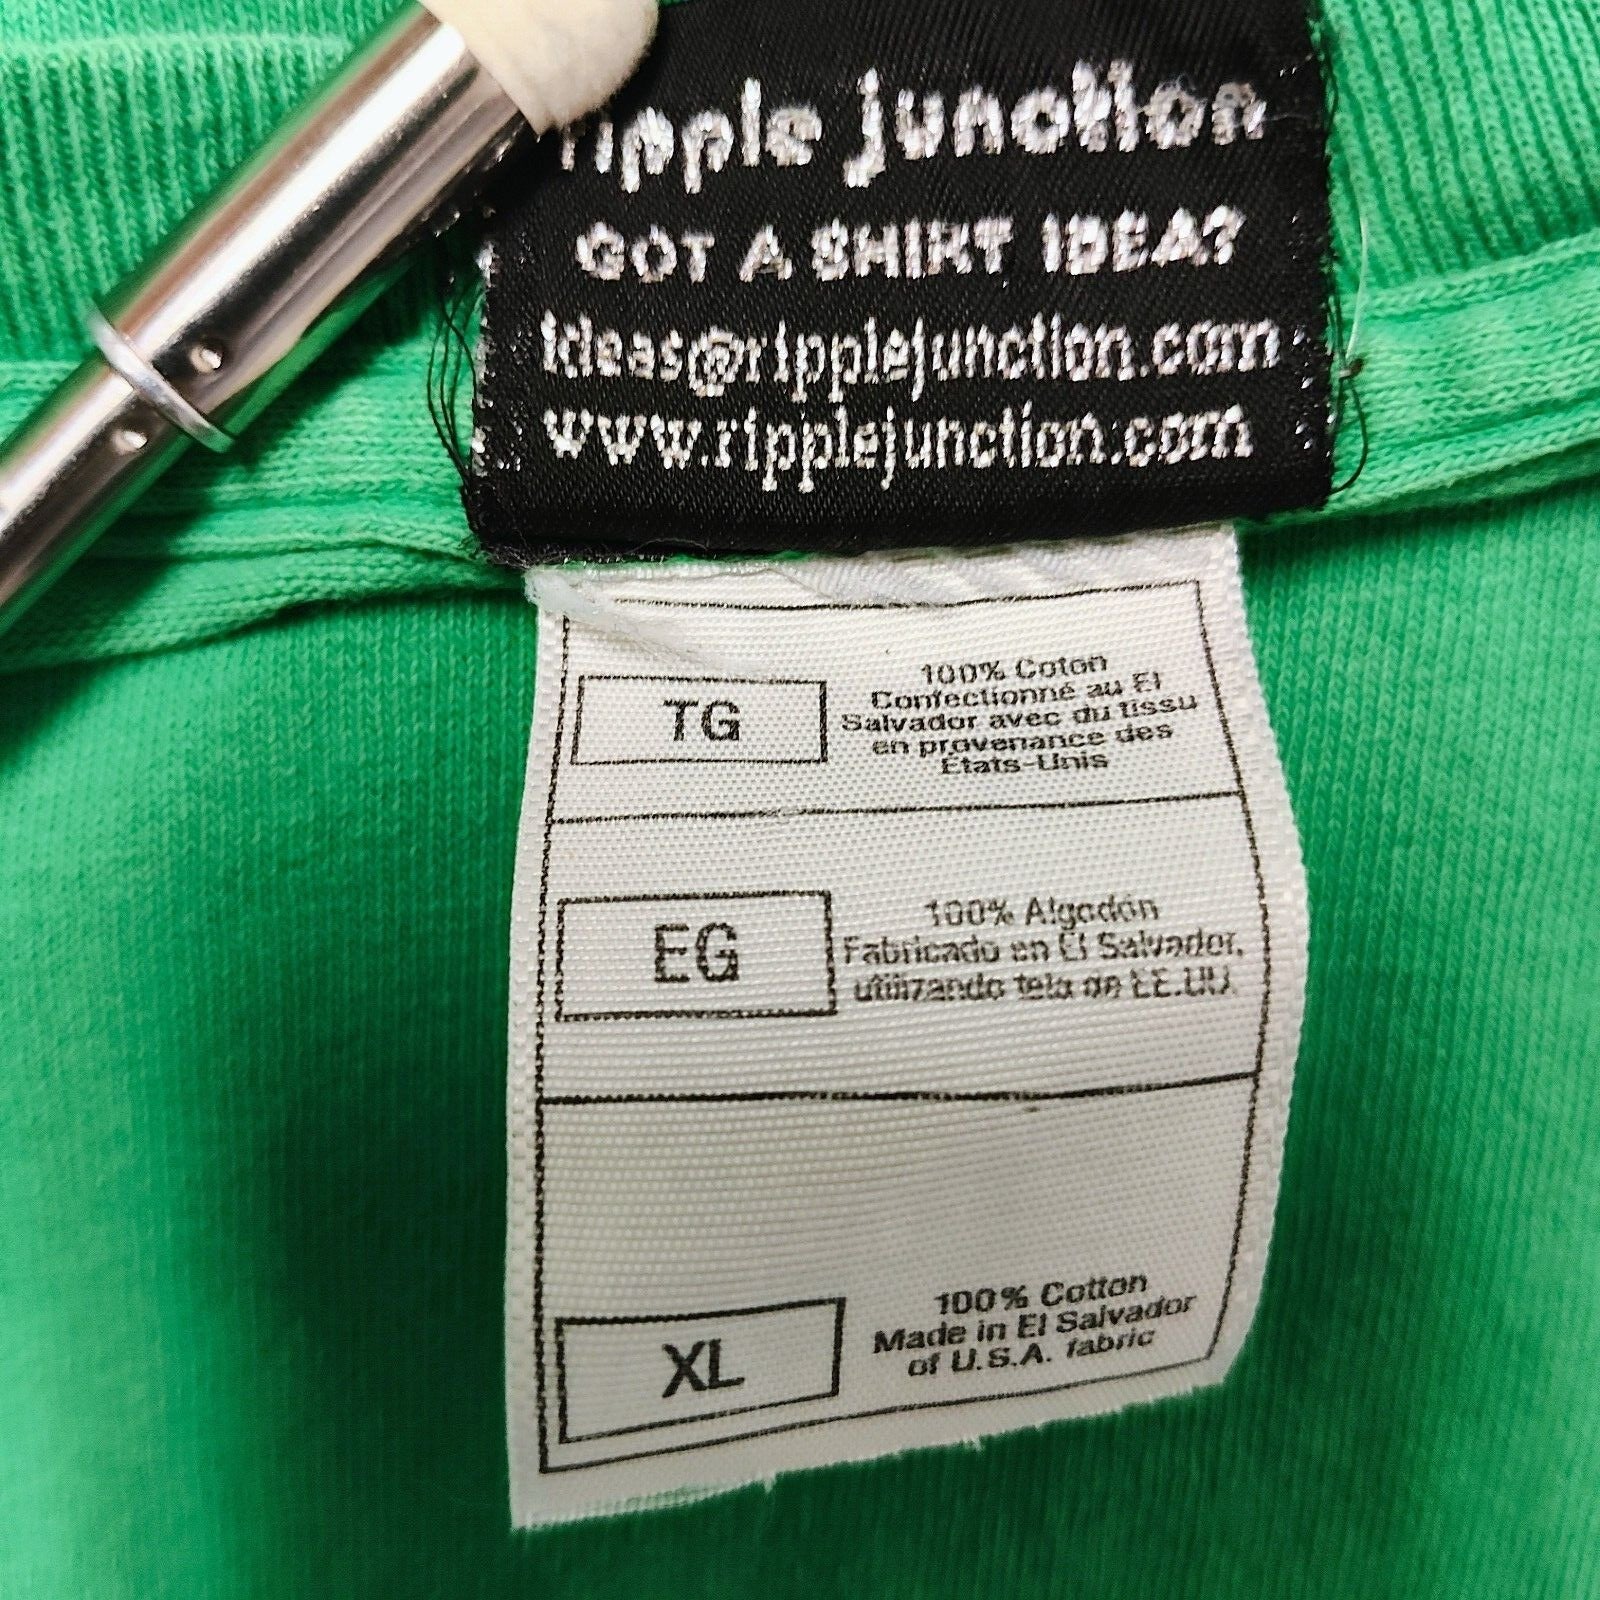 ripple junction
GOT A SHIRT IDEA?
ideas@ripplejunction.com
www.ripplejunction.com
TG
100% Coton
Confectionné au El
Salvador avec du tissu
en provenance des
États-Unis
EG
100% Algodón
Fabricado en El Salvador,
utilizando tela de EE.UU.
XL
100% Cotton
Made in El Salvador
of U.S.A. fabric